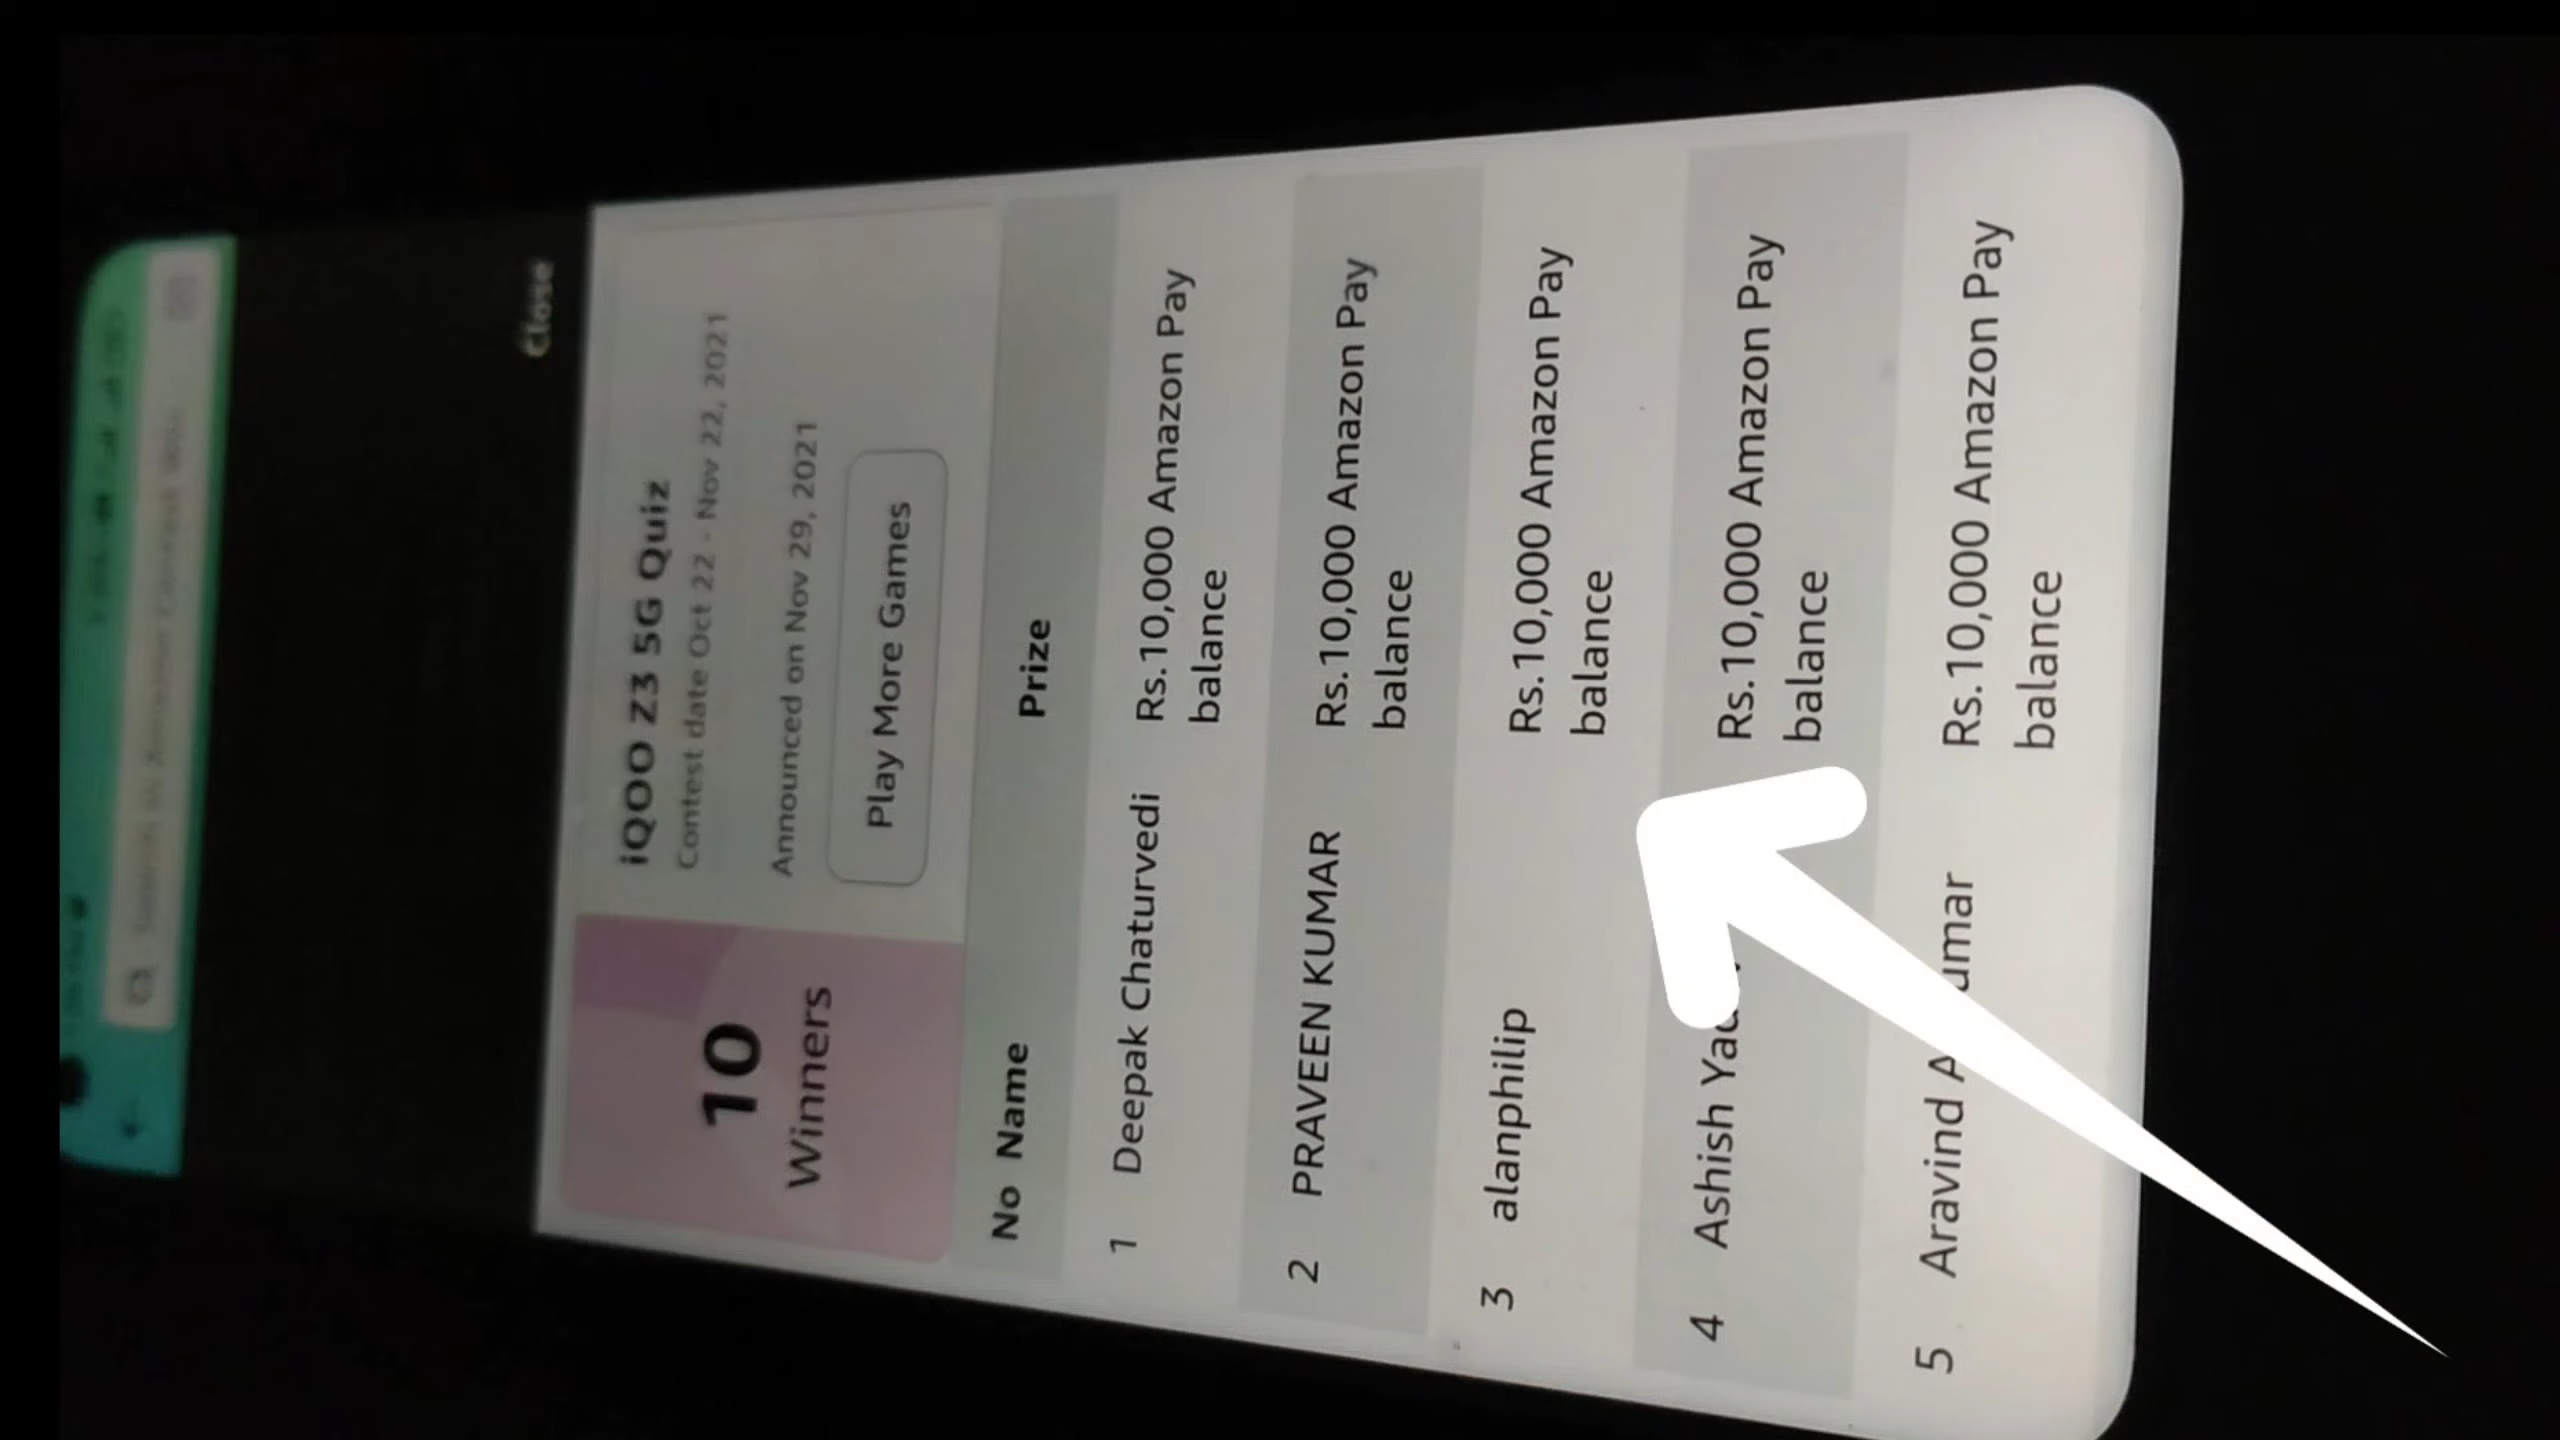 Close
10
Winners
iQOO Z3 5G Quiz
Contest date Oct 22 - Nov 22, 2021
Announced on Nov 29, 2021
Play More Games
No Name Prize
1 Deepak Chaturvedi Rs.10,000 Amazon Pay
balance
2 PRAVEEN KUMAR Rs.10,000 Amazon Pay
balance
3 alanphilip Rs.10,000 Amazon Pay
balance
4 Ashish Rs.10,000 Amazon Pay
balance
5 Aravind Rs.10,000 Amazon Pay
balance